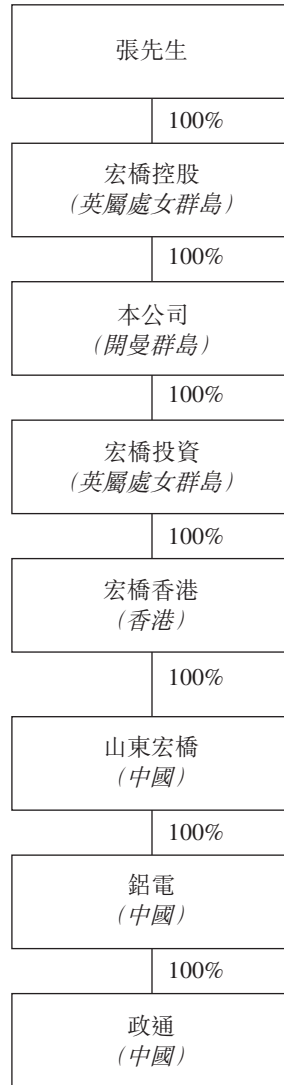 張先生
100%
宏橋控股
(英屬處女群島)
100%
本公司
(開曼群島)
100%
宏橋投資
(英屬處女群島)
100%
宏橋香港
(香港)
100%
山東宏橋
(中國)
100%
鋁電
(中國)
100%
政通
(中國)